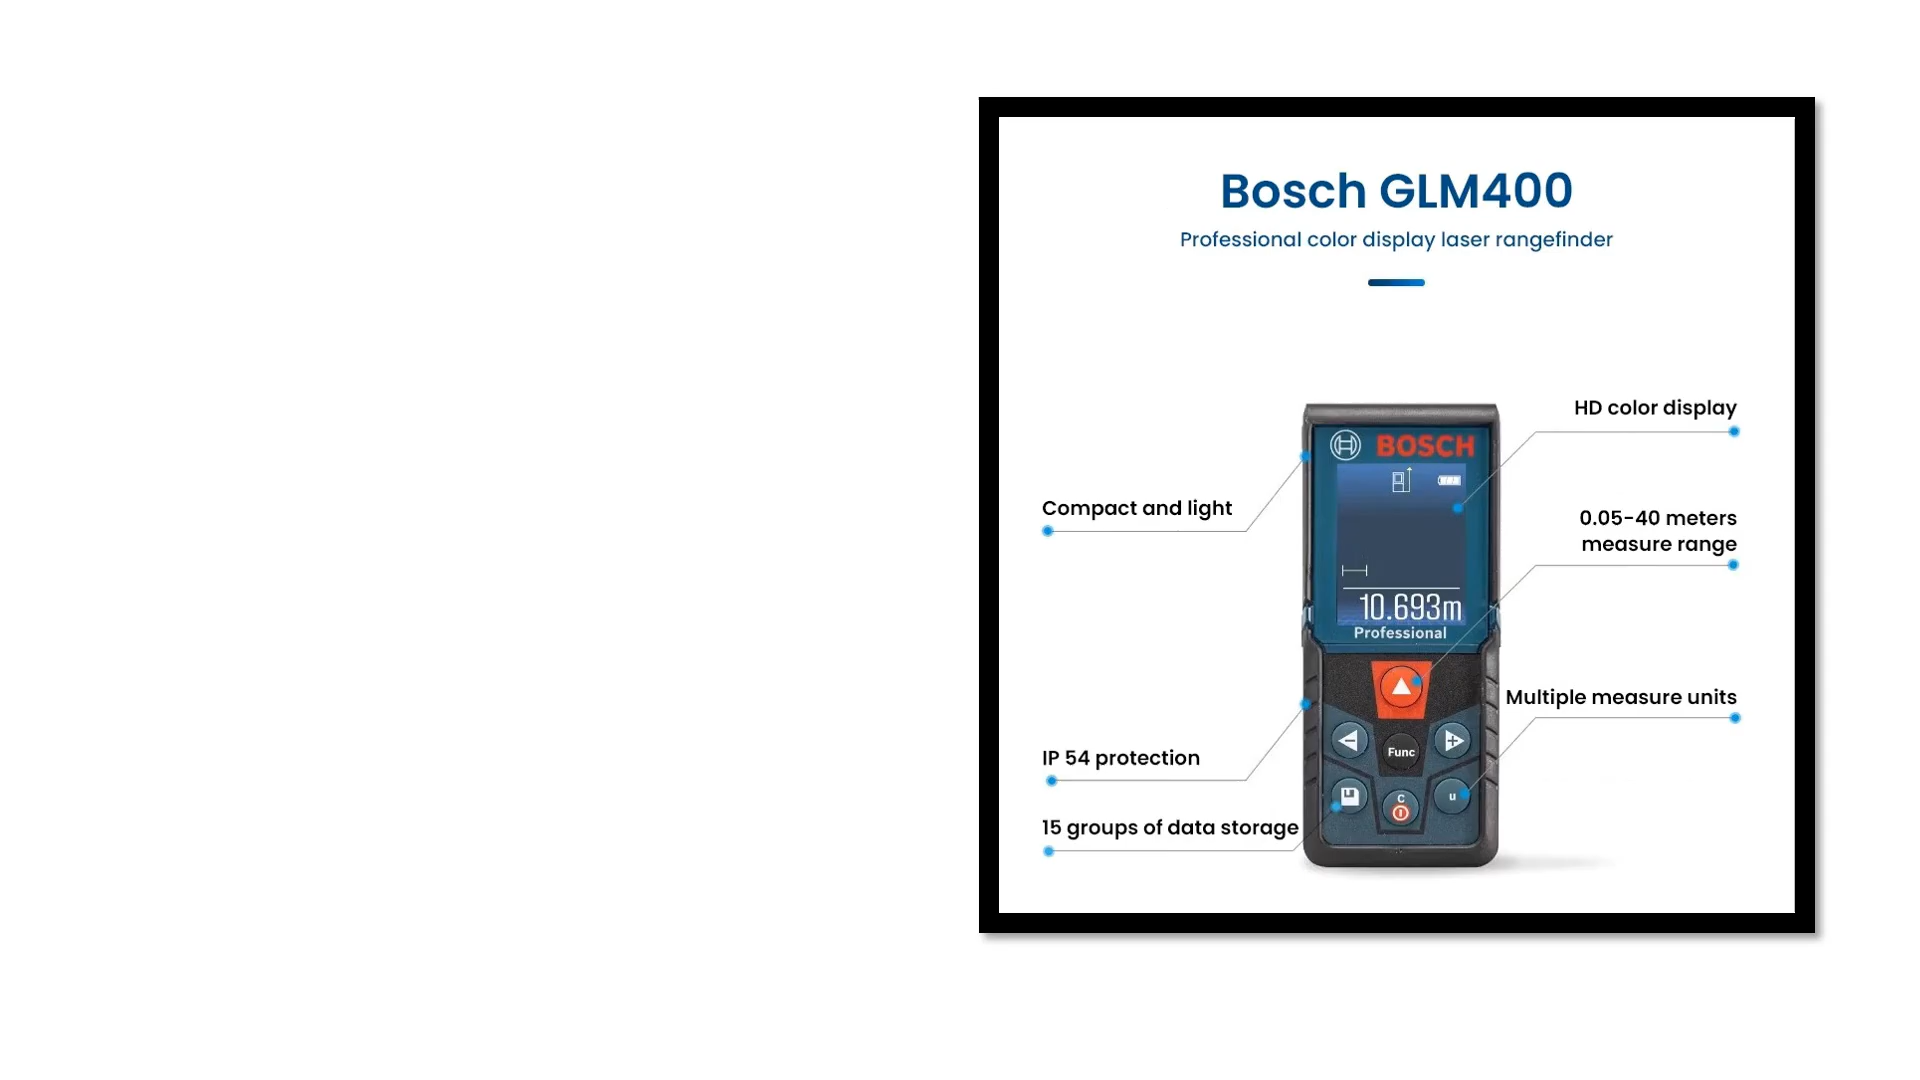 Bosch GLM400
Professional color display laser rangefinder
HD color display
BOSCH
Compact and light
0.05-40 meters
measure range
10.693m
Professional
Multiple measure units
Func
IP 54 protection
C
u
15 groups of data storage